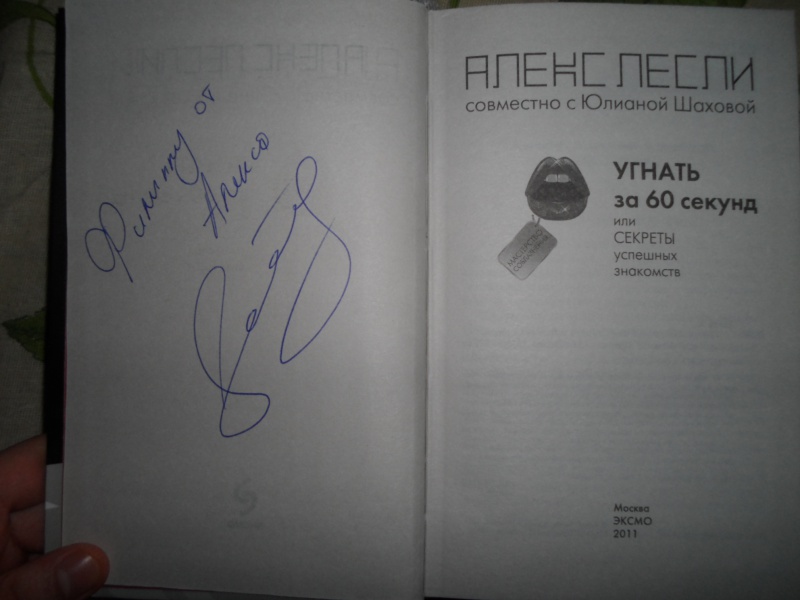 Филиппу от
Алекса
АЛЕКС ЛЕСЛИ
совместно с Юлианой Шаховой
УГНАТЬ
за 60 секунд
или
СЕКРЕТЫ
успешных
знакомств
Москва
ЭКСМО
2011